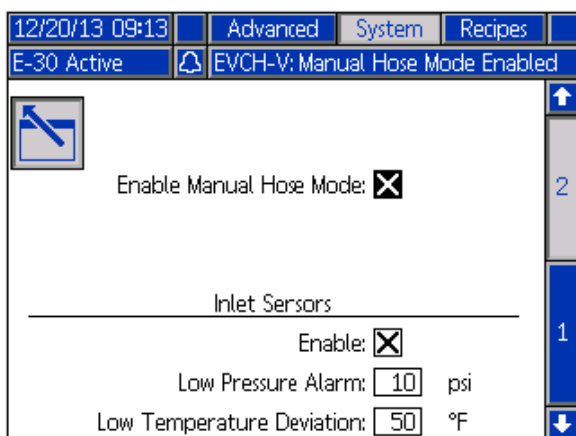 12/20/13 09:13 Advanced System Recipes
E-30 Active EVCH-V: Manual Hose Mode Enabled
Enable Manual Hose Mode:
2
Inlet Sersors
Enable:
1
Low Pressure Alarm: 10 psi
Low Temperature Deviation: 50 °F